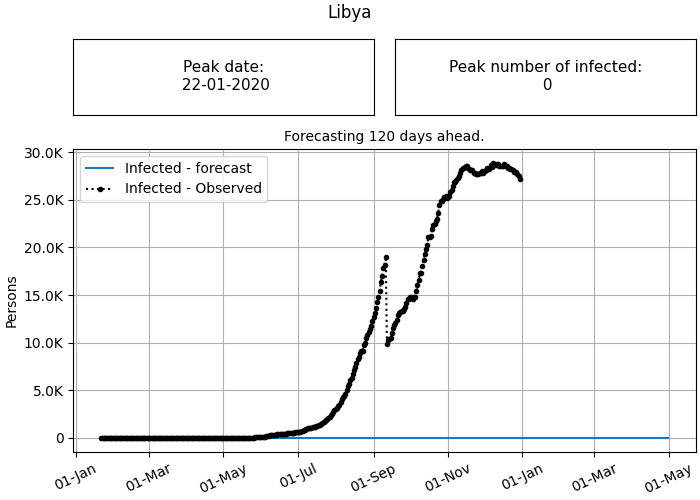 Libya
Peak date:
22-01-2020
Peak number of infected:
0
Forecasting 120 days ahead.
30.0K
25.0K
20.0K
15.0K
10.0K
5.0K
0
Persons
Infected - forecast
Infected - Observed
01-Jan
01-Mar
01-May
01-Jul
01-Sep
01-Nov
01-Jan
01-Mar
01-May